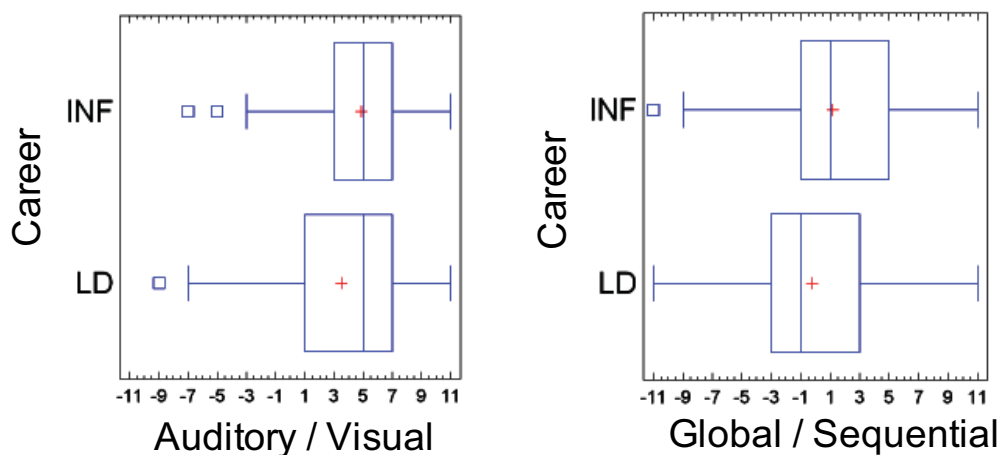 Career
INF
LD
-11 -9 -7 -5 -3 -1 1 3 5 7 9 11
Auditory / Visual
Career
INF
LD
-11 -9 -7 -5 -3 -1 1 3 5 7 9 11
Global / Sequential